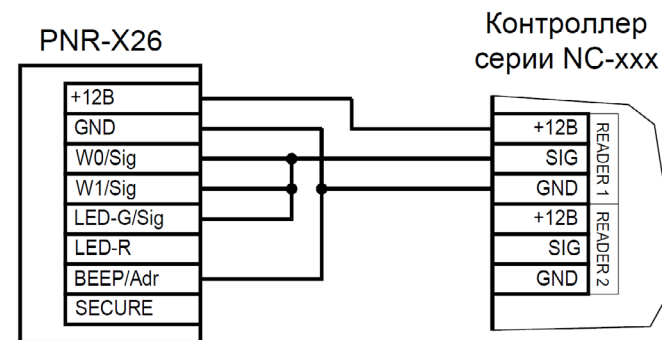 PNR-X26
+12В
GND
W0/Sig
W1/Sig
LED-G/Sig
LED-R
BEEP/Adr
SECURE
Контроллер
серии NC-xxx
+12В
SIG
GND
READER 1
+12В
SIG
GND
READER 2